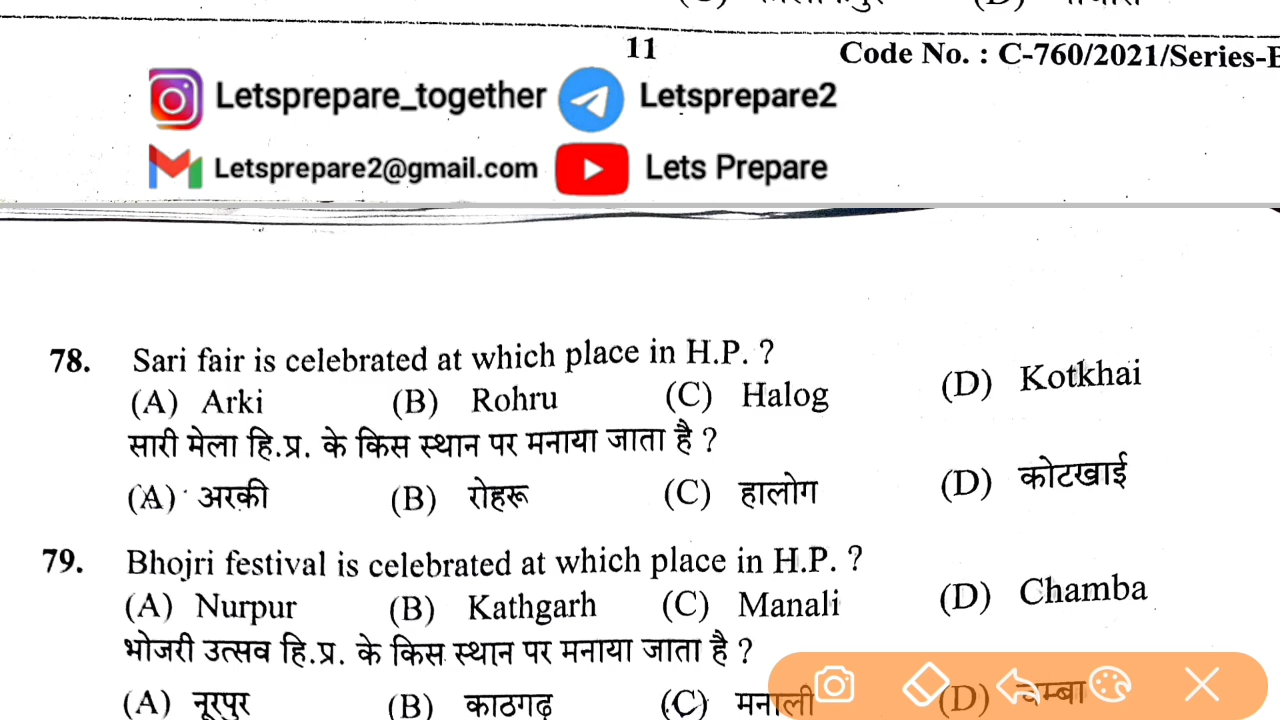 11
Code No. : C-760/2021/Series-
Letsprepare_together Letsprepare2
Letsprepare2@gmail.com Lets Prepare
78. Sari fair is celebrated at which place in H.P. ?
(A) Arki (B) Rohru (C) Halog (D) Kotkhai
सारी मेला हि.प्र. के किस स्थान पर मनाया जाता है ?
(A) अरकी (B) रोहरू (C) हालोग (D) कोटखाई
79. Bhojri festival is celebrated at which place in H.P. ?
(A) Nurpur (B) Kathgarh (C) Manali (D) Chamba
भोजरी उत्सव हि.प्र. के किस स्थान पर मनाया जाता है ?
(A) नूरपुर (B) काठगढ़ (C) मनाली (D) चम्बा